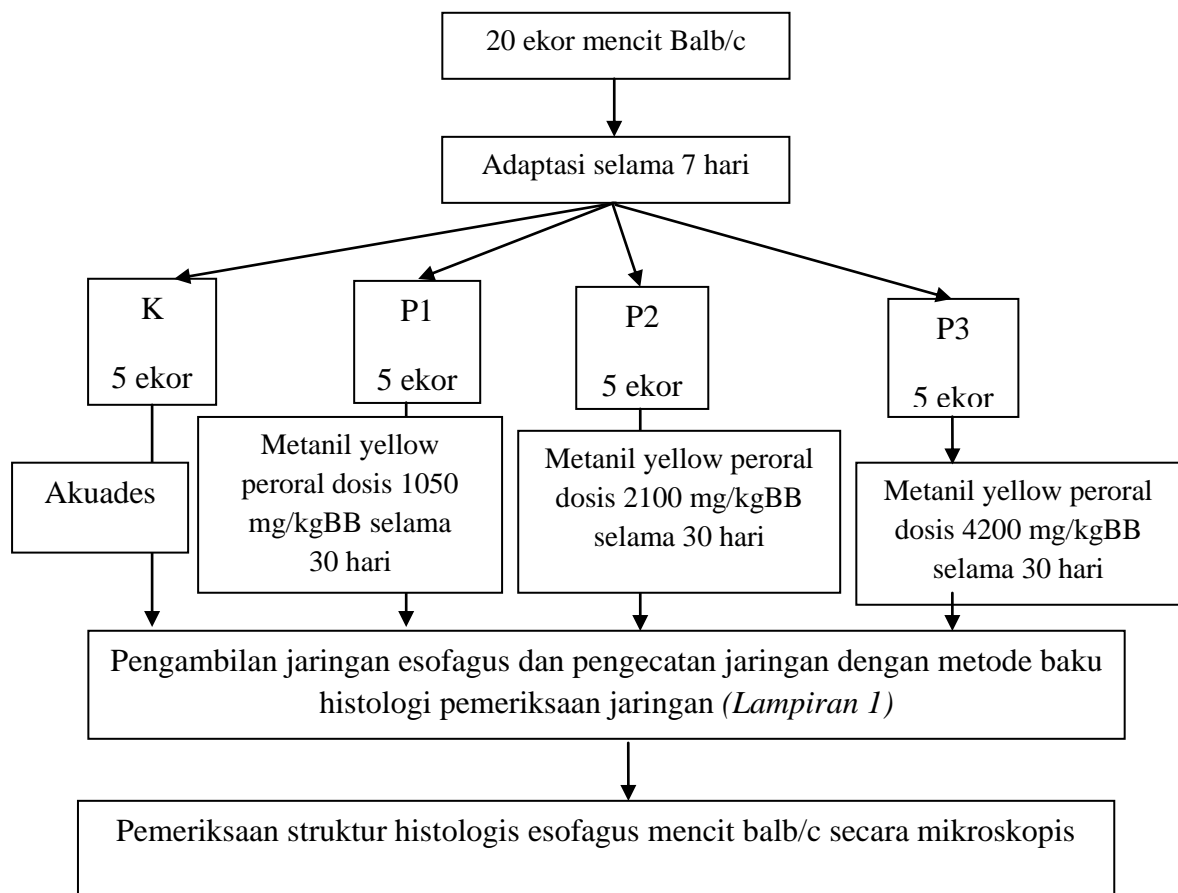 20 ekor mencit Balb/c
Adaptasi selama 7 hari
K
5 ekor
P1
5 ekor
P2
5 ekor
P3
5 ekor
Akuades
Metanil yellow
peroral dosis 1050
mg/kgBB selama
30 hari
Metanil yellow peroral
dosis 2100 mg/kgBB
selama 30 hari
Metanil yellow peroral
dosis 4200 mg/kgBB
selama 30 hari
Pengambilan jaringan esofagus dan pengecatan jaringan dengan metode baku
histologi pemeriksaan jaringan (Lampiran 1)
Pemeriksaan struktur histologis esofagus mencit balb/c secara mikroskopis